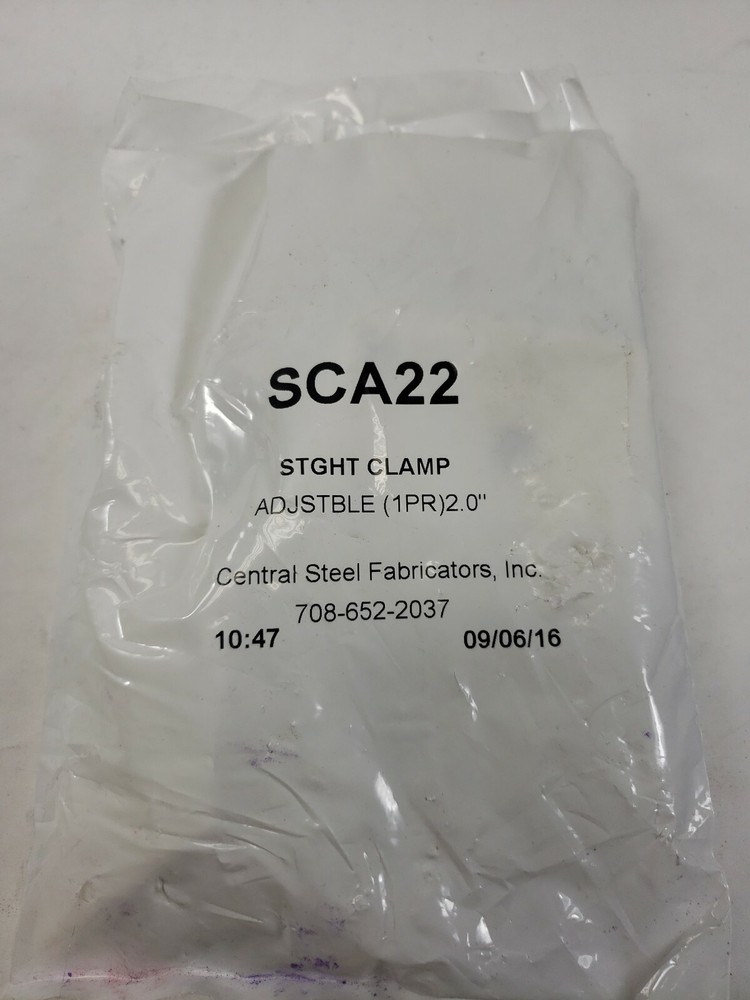 SCA22
STGHT CLAMP
ADJSTBLE (1PR)2.0"
Central Steel Fabricators, Inc.
708-652-2037
10:47 09/06/16